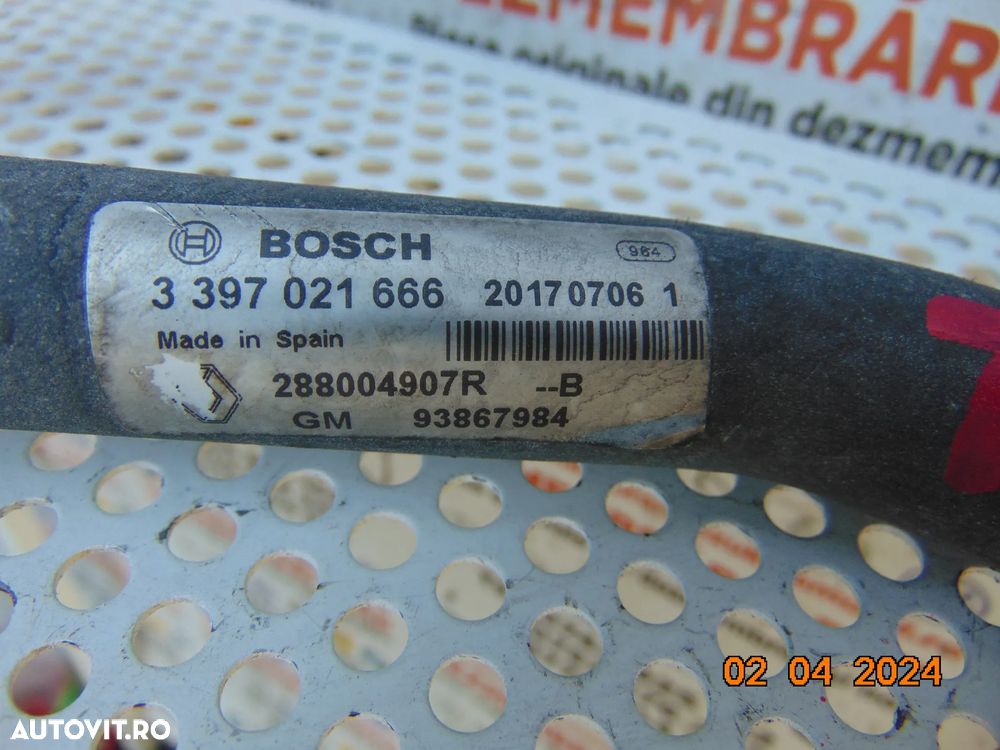 DEZMEMBRĂRI
Piese originale din dezmem
BOSCH 964
3 397 021 666 20170706 1
Made in Spain
288004907R --B
GM 93867984
02 04 2024
AUTOVIT.RO